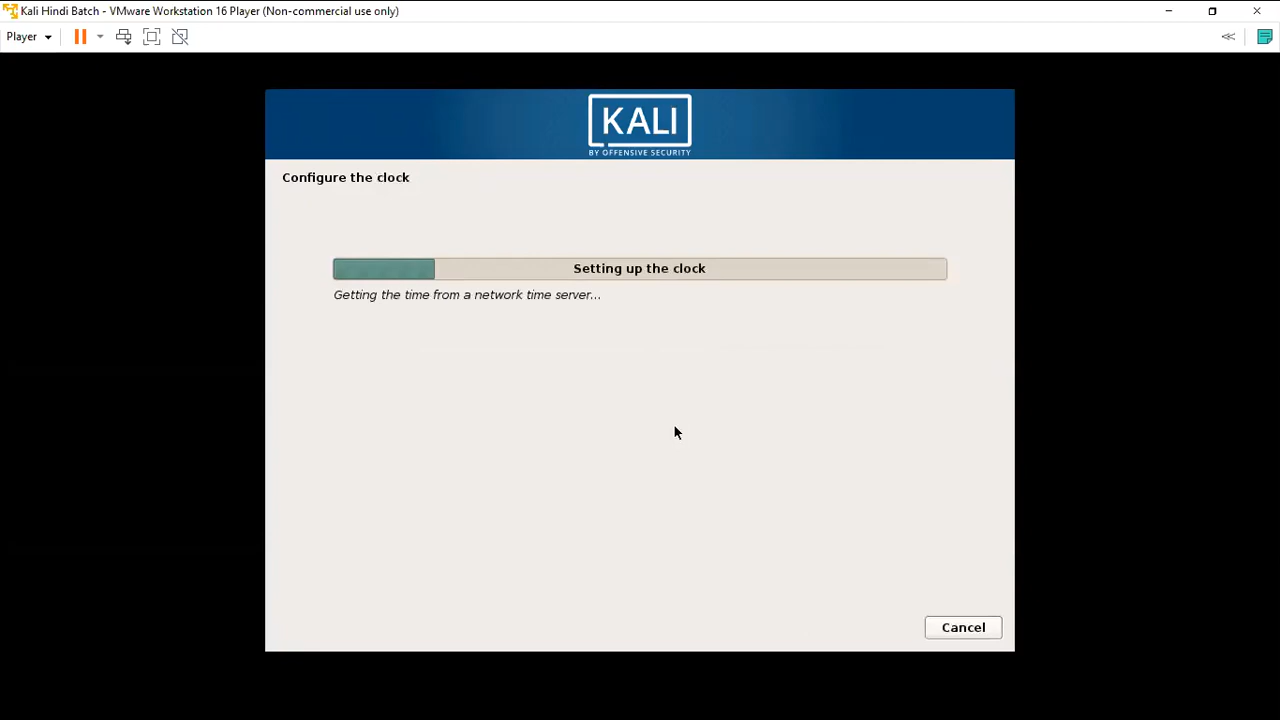 Kali Hindi Batch - VMware Workstation 16 Player (Non-commercial use only)
Player
KALI
BY OFFENSIVE SECURITY
Configure the clock
Setting up the clock
Getting the time from a network time server...
Cancel